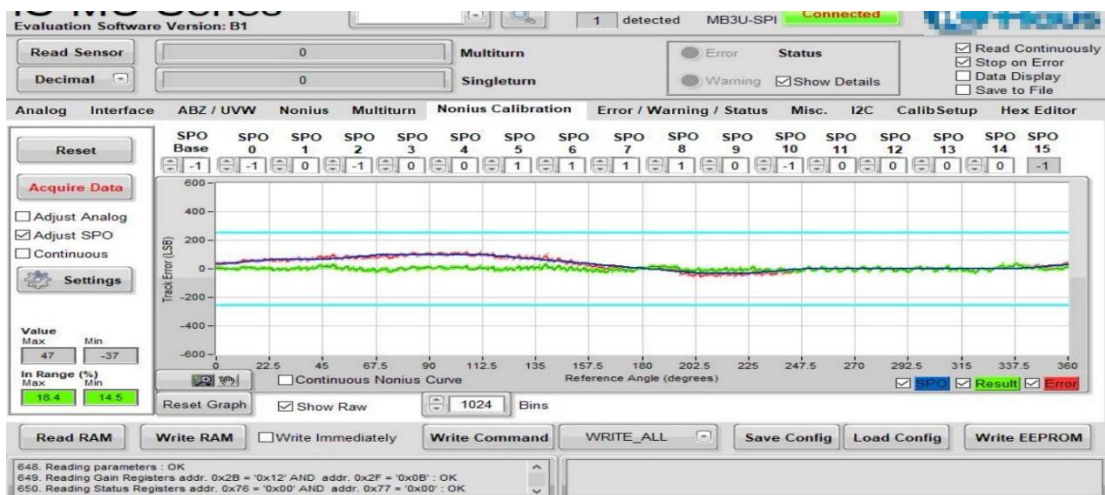 Evaluation Software Version: B1
1 detected MB3U-SPI Connected
Read Sensor 0 Multiturn Error Status Read Continuously
Stop on Error
Decimal 0 Singleturn Warning Show Details Data Display
Save to File
Analog Interface ABZ / UVW Nonius Multiturn Nonius Calibration Error / Warning / Status Misc. I2C CalibSetup Hex Editor
SPO Base SPO 0 SPO 1 SPO 2 SPO 3 SPO 4 SPO 5 SPO 6 SPO 7 SPO 8 SPO 9 SPO 10 SPO 11 SPO 12 SPO 13 SPO 14 SPO 15
-1 -1 0 -1 0 0 1 1 1 1 0 -1 0 0 0 0 -1
Reset
Acquire Data
Adjust Analog
Adjust SPO
Continuous
Settings
Value
Max Min
47 -37
In Range (%)
Max Min
18.4 14.5
Track Error (LSB)
600
400
200
0
-200
-400
-600
0 22.5 45 67.5 90 112.5 135 157.5 180 202.5 225 247.5 270 292.5 315 337.5 360
Continuous Nonius Curve Reference Angle (degrees) SPO Result Error
Reset Graph Show Raw 1024 Bins
Read RAM Write RAM Write Immediately Write Command WRITE_ALL Save Config Load Config Write EEPROM
648. Reading parameters : OK
649. Reading Gain Registers addr. 0x2B = '0x12' AND addr. 0x2F = '0x0B' : OK
650. Reading Status Registers addr. 0x76 = '0x00' AND addr. 0x77 = '0x00' : OK